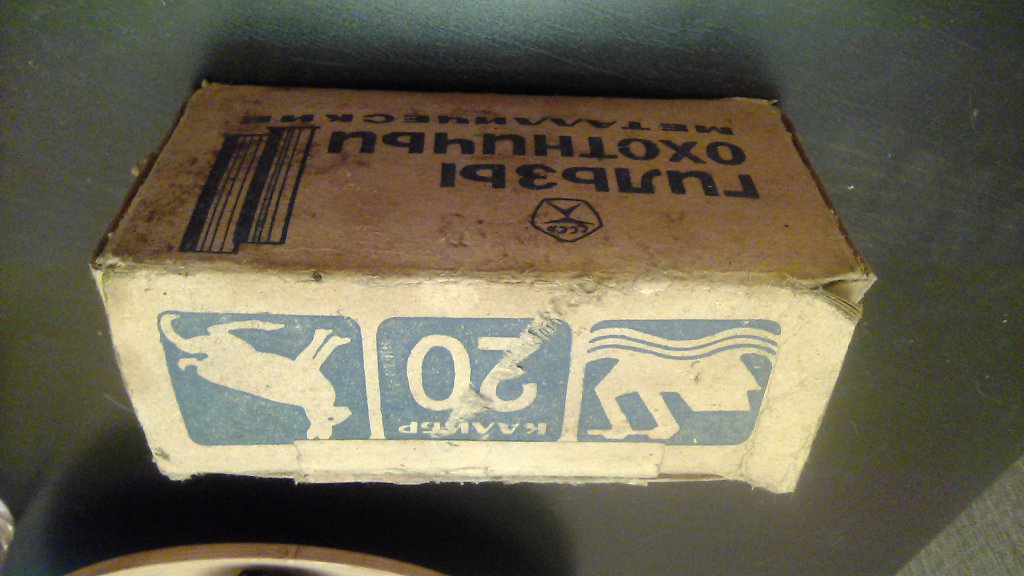 ГИЛЬЗЫ
ОХОТНИЧЬИ
МЕТАЛЛИЧЕСКИЕ
СССР
КАЛИБР
20